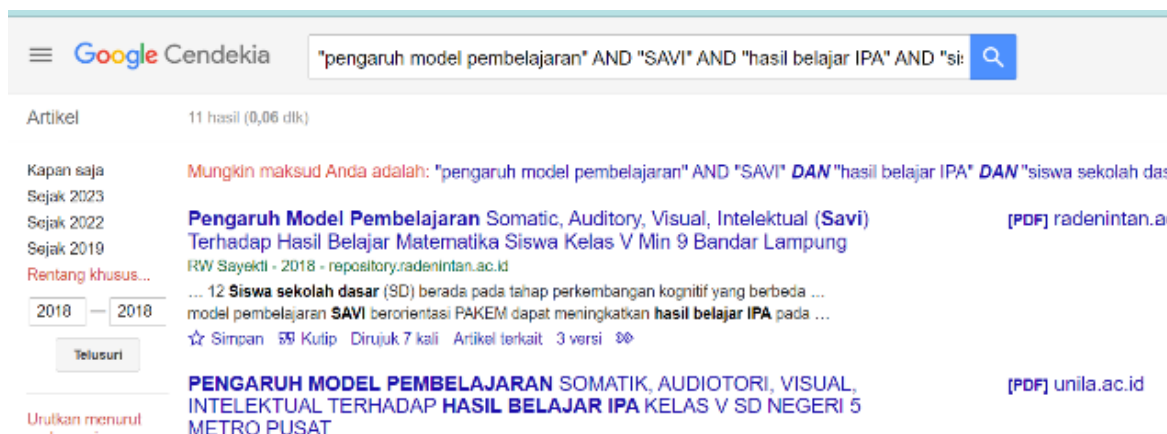 Google Cendekia
"pengaruh model pembelajaran" AND "SAVI" AND "hasil belajar IPA" AND "si
Artikel
11 hasil (0,06 dtk)
Kapan saja
Sejak 2023
Sejak 2022
Sejak 2019
Rentang khusus...
2018 — 2018
Telusuri
Urutkan menurut
Mungkin maksud Anda adalah: "pengaruh model pembelajaran" AND "SAVI" DAN "hasil belajar IPA" DAN "siswa sekolah das
Pengaruh Model Pembelajaran Somatic, Auditory, Visual, Intelektual (Savi)
Terhadap Hasil Belajar Matematika Siswa Kelas V Min 9 Bandar Lampung
[PDF] radenintan.a
RW Sayekti - 2018 - repository.radenintan.ac.id
... 12 Siswa sekolah dasar (SD) berada pada tahap perkembangan kognitif yang berbeda ...
model pembelajaran SAVI berorientasi PAKEM dapat meningkatkan hasil belajar IPA pada ...
Simpan Kutip Dirujuk 7 kali Artikel terkait 3 versi
PENGARUH MODEL PEMBELAJARAN SOMATIK, AUDIOTORI, VISUAL,
INTELEKTUAL TERHADAP HASIL BELAJAR IPA KELAS V SD NEGERI 5
METRO PUSAT
[PDF] unila.ac.id